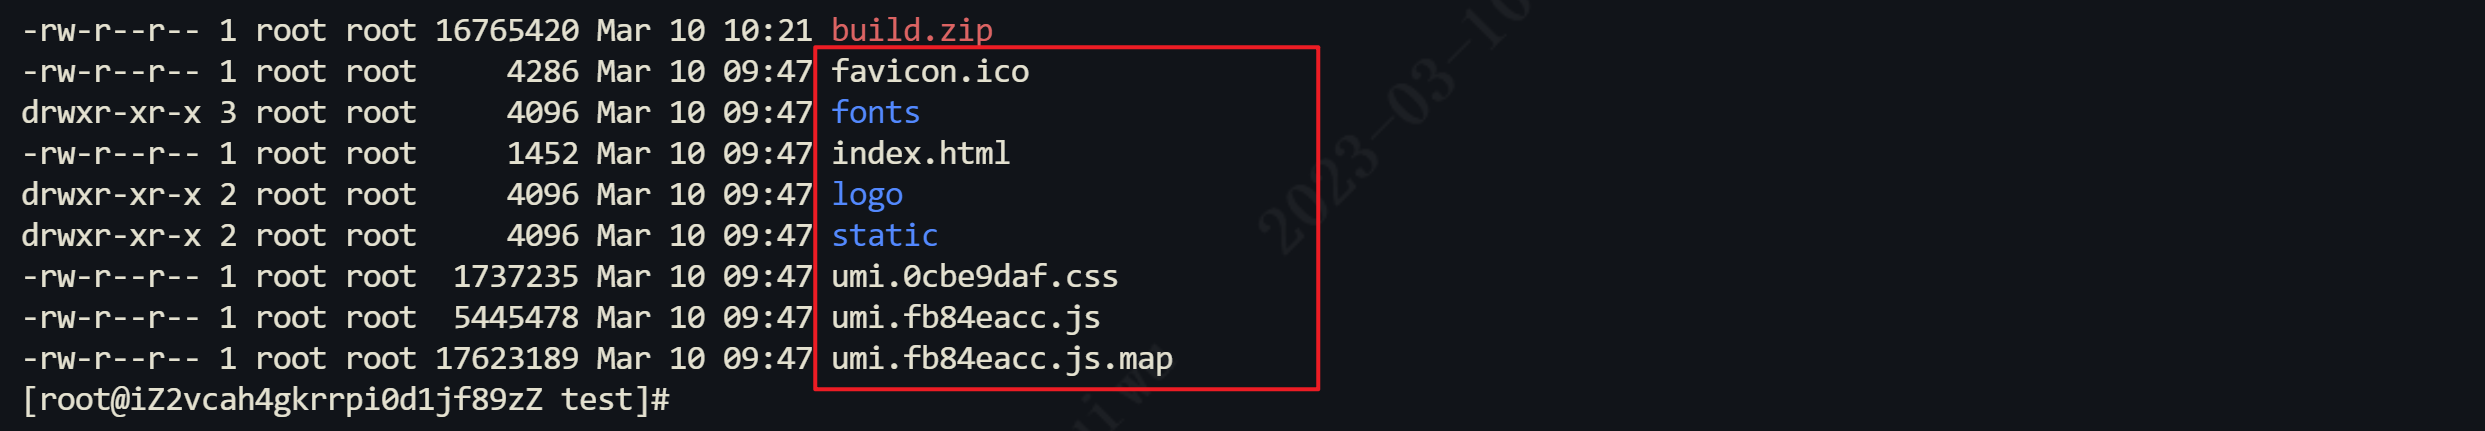 -rw-r--r-- 1 root root 16765420 Mar 10 10:21 build.zip
-rw-r--r-- 1 root root     4286 Mar 10 09:47 favicon.ico
drwxr-xr-x 3 root root     4096 Mar 10 09:47 fonts
-rw-r--r-- 1 root root     1452 Mar 10 09:47 index.html
drwxr-xr-x 2 root root     4096 Mar 10 09:47 logo
drwxr-xr-x 2 root root     4096 Mar 10 09:47 static
-rw-r--r-- 1 root root  1737235 Mar 10 09:47 umi.0cbe9daf.css
-rw-r--r-- 1 root root  5445478 Mar 10 09:47 umi.fb84eacc.js
-rw-r--r-- 1 root root 17623189 Mar 10 09:47 umi.fb84eacc.js.map
[root@iZ2vcah4gkrrpi0d1jf89zZ test]#
2023-03-10